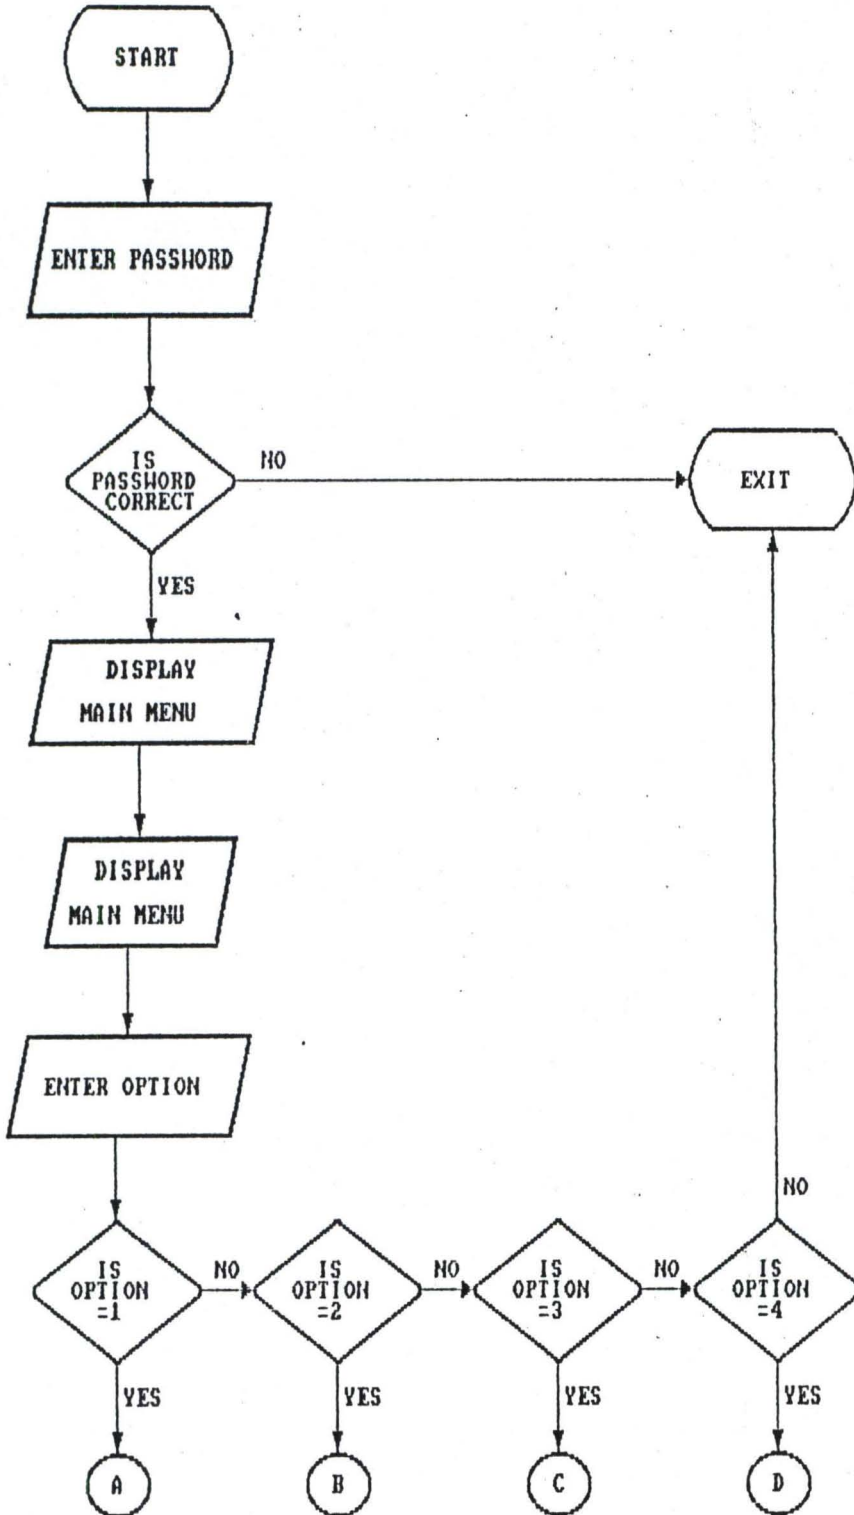 START
ENTER PASSWORD
IS
PASSWORD
CORRECT
NO
EXIT
YES
DISPLAY
MAIN MENU
DISPLAY
MAIN MENU
ENTER OPTION
NO
IS
OPTION
=1
NO
IS
OPTION
=2
NO
IS
OPTION
=3
NO
IS
OPTION
=4
YES
YES
YES
YES
A
B
C
D